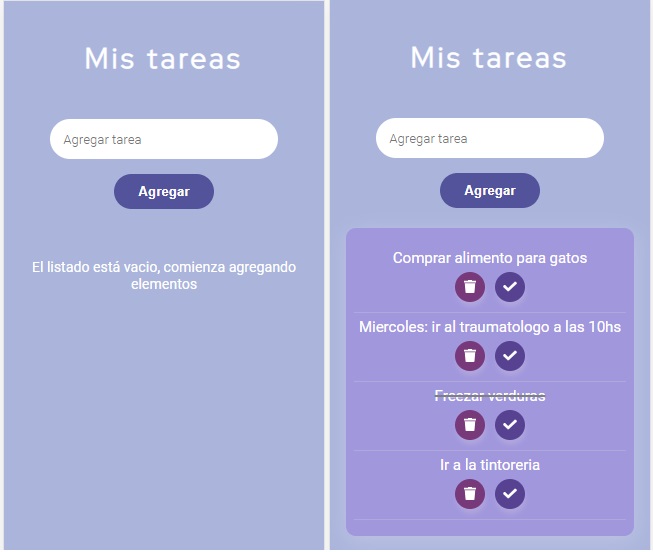 Mis tareas
Agregar tarea
Agregar
El listado está vacio, comienza agregando
elementos
Mis tareas
Agregar tarea
Agregar
Comprar alimento para gatos
Miercoles: ir al traumatologo a las 10hs
Freezar verduras
Ir a la tintoreria